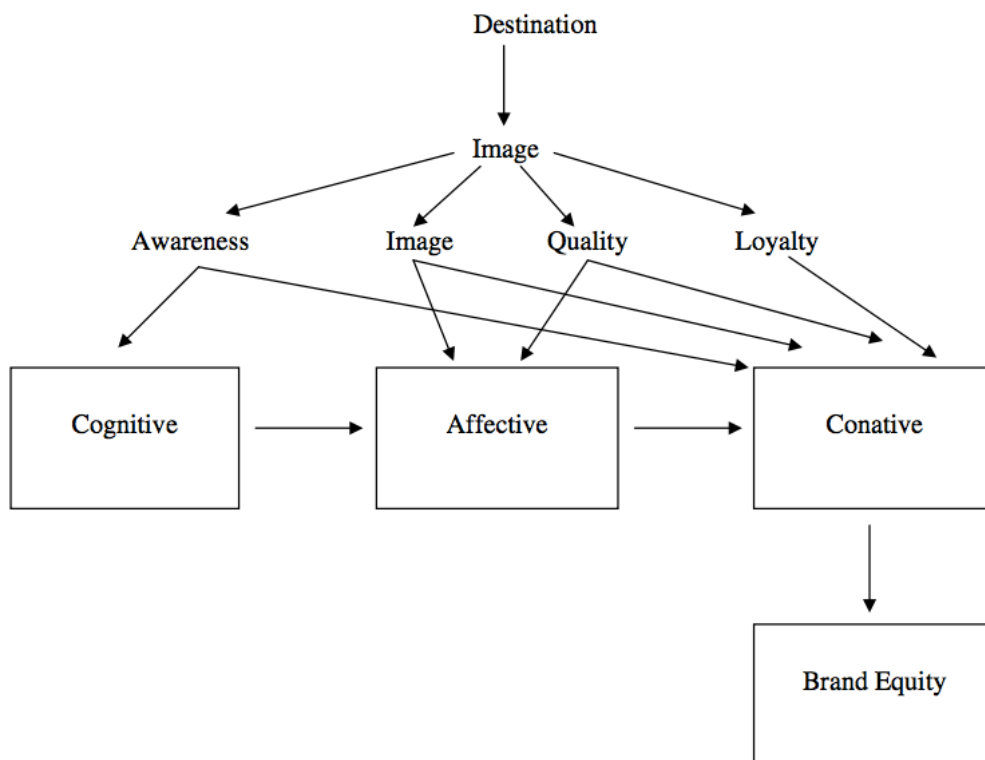 Destination
Image
Awareness
Image
Quality
Loyalty
Cognitive
Affective
Conative
Brand Equity